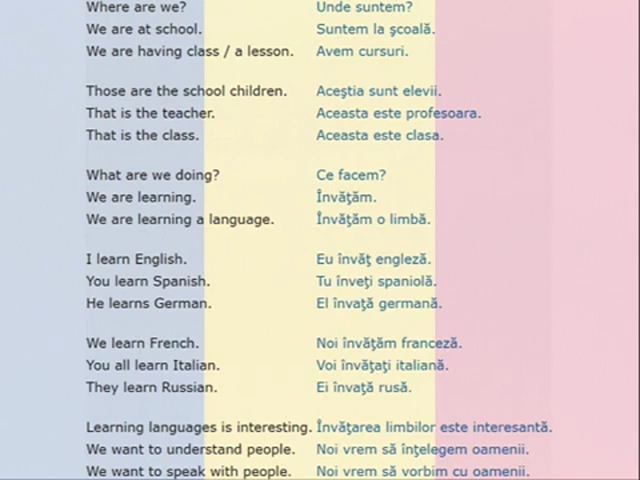 Where are we? Unde suntem?
We are at school. Suntem la şcoală.
We are having class / a lesson. Avem cursuri.
Those are the school children. Aceştia sunt elevii.
That is the teacher. Aceasta este profesoara.
That is the class. Aceasta este clasa.
What are we doing? Ce facem?
We are learning. Învăţăm.
We are learning a language. Învăţăm o limbă.
I learn English. Eu învăţ engleză.
You learn Spanish. Tu înveţi spaniolă.
He learns German. El învaţă germană.
We learn French. Noi învăţăm franceză.
You all learn Italian. Voi învăţaţi italiană.
They learn Russian. Ei învaţă rusă.
Learning languages is interesting. Învăţarea limbilor este interesantă.
We want to understand people. Noi vrem să înţelegem oamenii.
We want to speak with people. Noi vrem să vorbim cu oamenii.